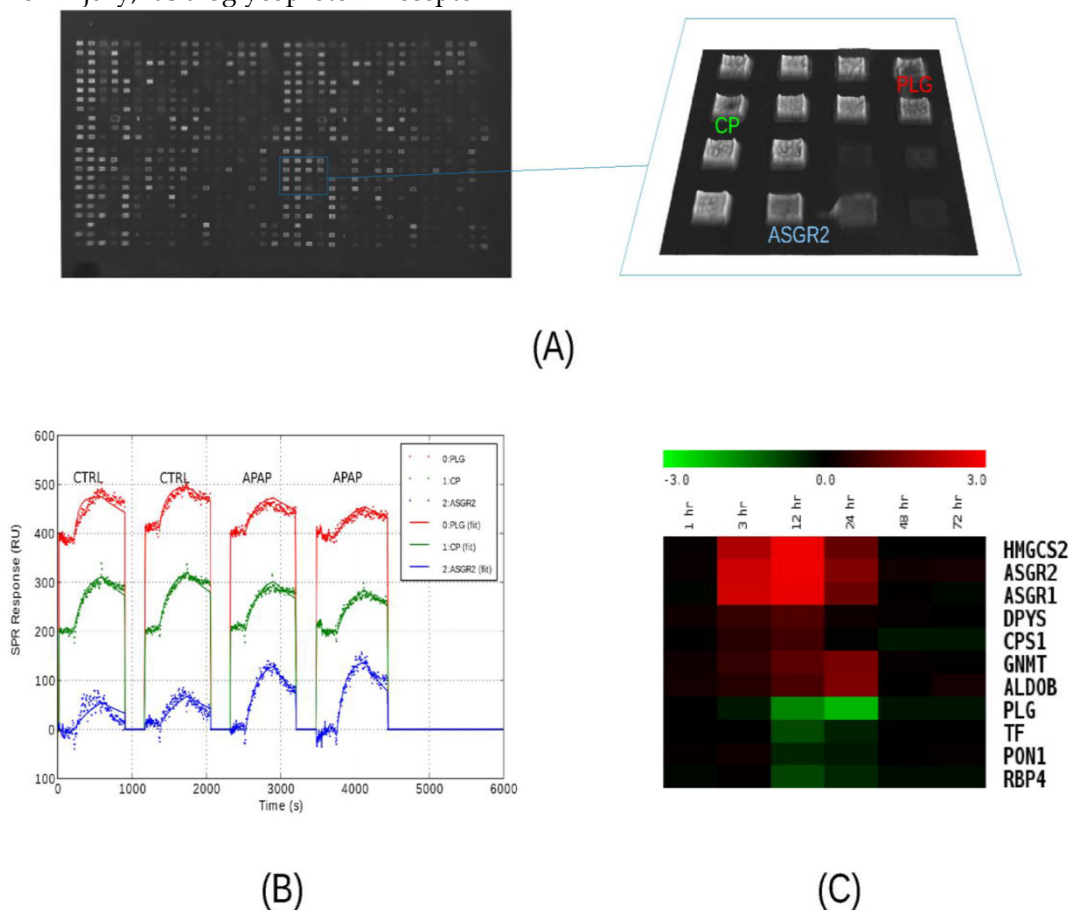 PLG
CP
ASGR2
(A)
600
500
400
300
200
100
0
100
0
1000
2000
3000
4000
5000
6000
SPR Response (RU)
Time (s)
CTRL
CTRL
APAP
APAP
0:PLG
1:CP
2:ASGR2
0:PLG (fit)
1:CP (fit)
2:ASGR2 (fit)
(B)
-3.0
0.0
3.0
1 hr
3 hr
12 hr
24 hr
48 hr
72 hr
HMGCS2
ASGR2
ASGR1
DPYS
CPS1
GNMT
ALDOB
PLG
TF
PON1
RBP4
(C)